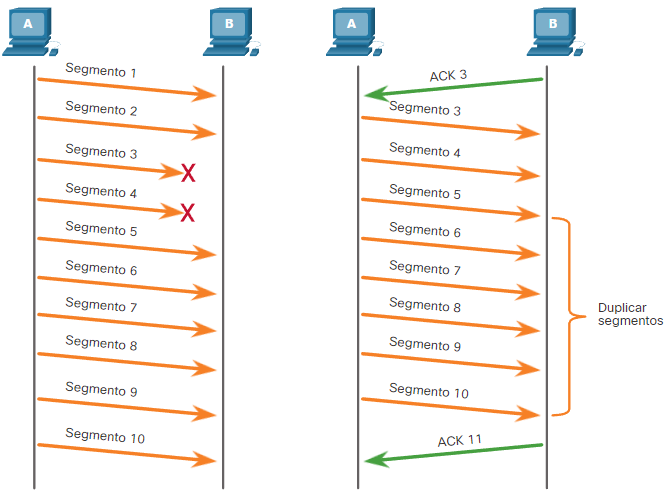 A
B
Segmento 1
Segmento 2
Segmento 3
X
Segmento 4
X
Segmento 5
Segmento 6
Segmento 7
Segmento 8
Segmento 9
Segmento 10
A
B
ACK 3
Segmento 3
Segmento 4
Segmento 5
Segmento 6
Segmento 7
Segmento 8
Segmento 9
Segmento 10
ACK 11
Duplicar
segmentos